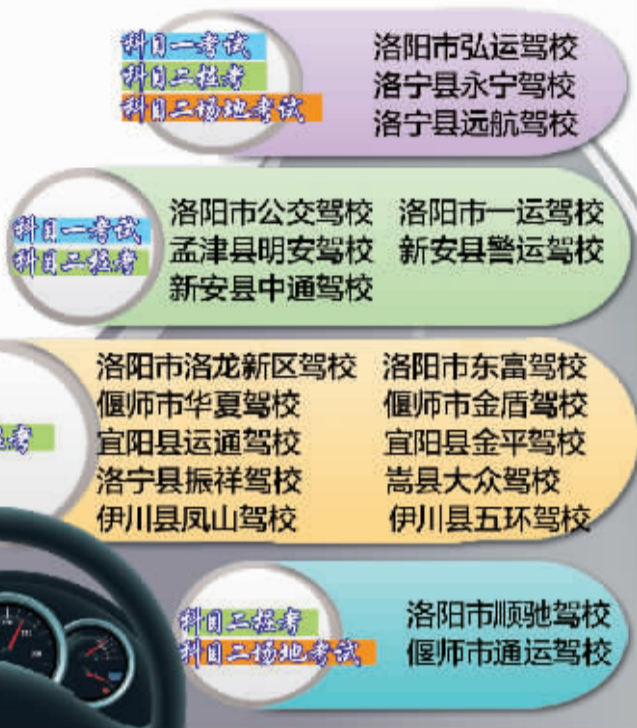 科目一考试
科目二桩考
科目二场地考试
洛阳市弘运驾校
洛宁县永宁驾校
洛宁县远航驾校
科目一考试
科目二桩考
洛阳市公交驾校 洛阳市一运驾校
孟津县明安驾校 新安县警运驾校
新安县中通驾校
桩考
洛阳市洛龙新区驾校 洛阳市东富驾校
偃师市华夏驾校 偃师市金盾驾校
宜阳县运通驾校 宜阳县金平驾校
洛宁县振祥驾校 嵩县大众驾校
伊川县凤山驾校 伊川县五环驾校
科目二桩考
科目二场地考试
洛阳市顺驰驾校
偃师市通运驾校